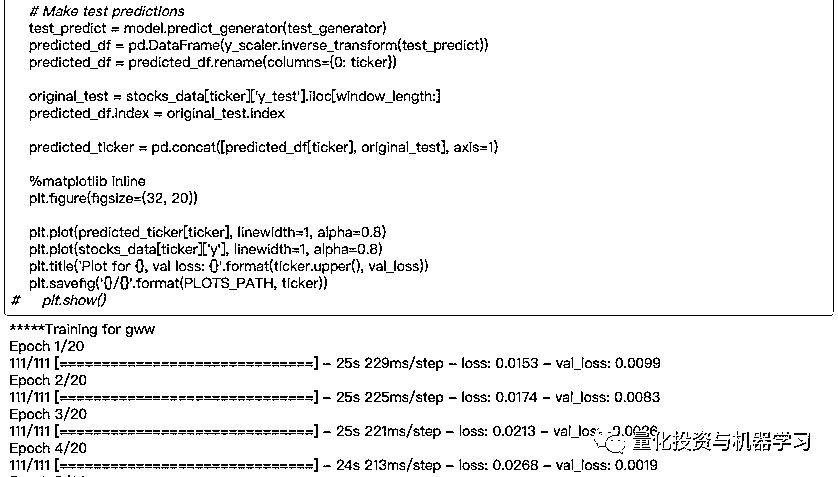 # Make test predictions
test_predict = model.predict_generator(test_generator)
predicted_df = pd.DataFrame(y_scaler.inverse_transform(test_predict))
predicted_df = predicted_df.rename(columns={0: ticker})
original_test = stocks_data[ticker]['y_test'].iloc[window_length:]
predicted_df.index = original_test.index
predicted_ticker = pd.concat([predicted_df[ticker], original_test], axis=1)
%matplotlib inline
plt.figure(figsize=(32, 20))
plt.plot(predicted_ticker[ticker], linewidth=1, alpha=0.8)
plt.plot(stocks_data[ticker]['y'], linewidth=1, alpha=0.8)
plt.title('Plot for {}, val loss: {}'.format(ticker.upper(), val_loss))
plt.savefig('{}/{}'.format(PLOTS_PATH, ticker))
# plt.show()
*****Training for gww
Epoch 1/20
111/111 [==============================] – 25s 229ms/step – loss: 0.0153 – val_loss: 0.0099
Epoch 2/20
111/111 [==============================] – 25s 225ms/step – loss: 0.0174 – val_loss: 0.0083
Epoch 3/20
111/111 [==============================] – 25s 221ms/step – loss: 0.0213 – val_loss:
Epoch 4/20
111/111 [==============================] – 24s 213ms/step – loss: 0.0268 – val_loss: 0.0019
量化投资与机器学习